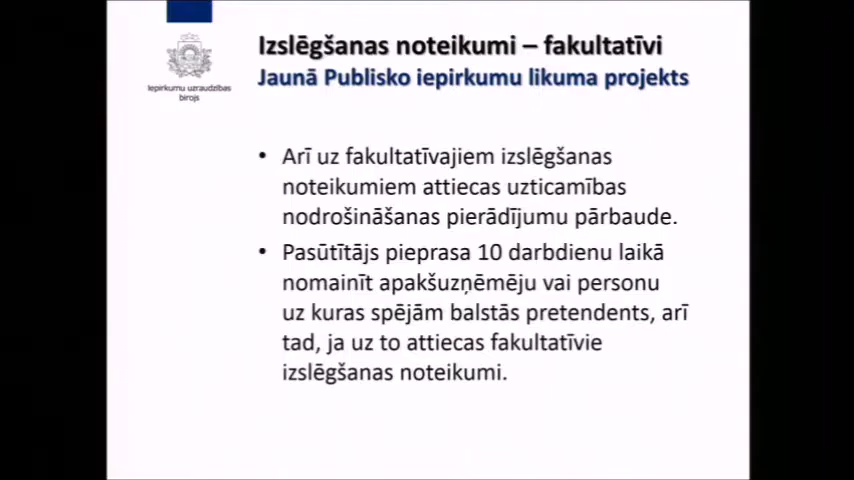 Izslēgšanas noteikumi – fakultatīvi
Jaunā Publisko iepirkumu likuma projekts
Iepirkumu uzraudzības
birojs
• Arī uz fakultatīvajiem izslēgšanas
noteikumiem attiecas uzticamības
nodrošināšanas pierādījumu pārbaude.
• Pasūtītājs pieprasa 10 darbdienu laikā
nomainīt apakšuzņēmēju vai personu
uz kuras spējām balstās pretendents, arī
tad, ja uz to attiecas fakultatīvie
izslēgšanas noteikumi.